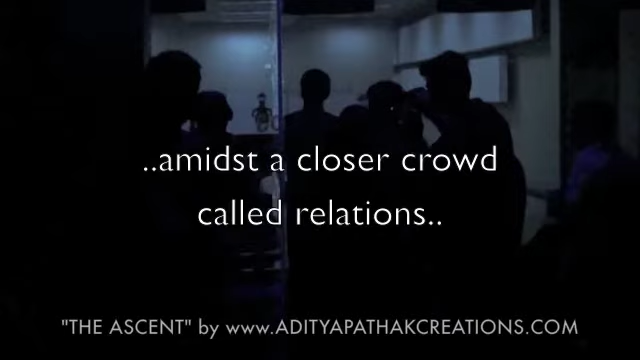 ..amidst a closer crowd
called relations..
"THE ASCENT" by www.ADITYAPATHAKCREATIONS.COM